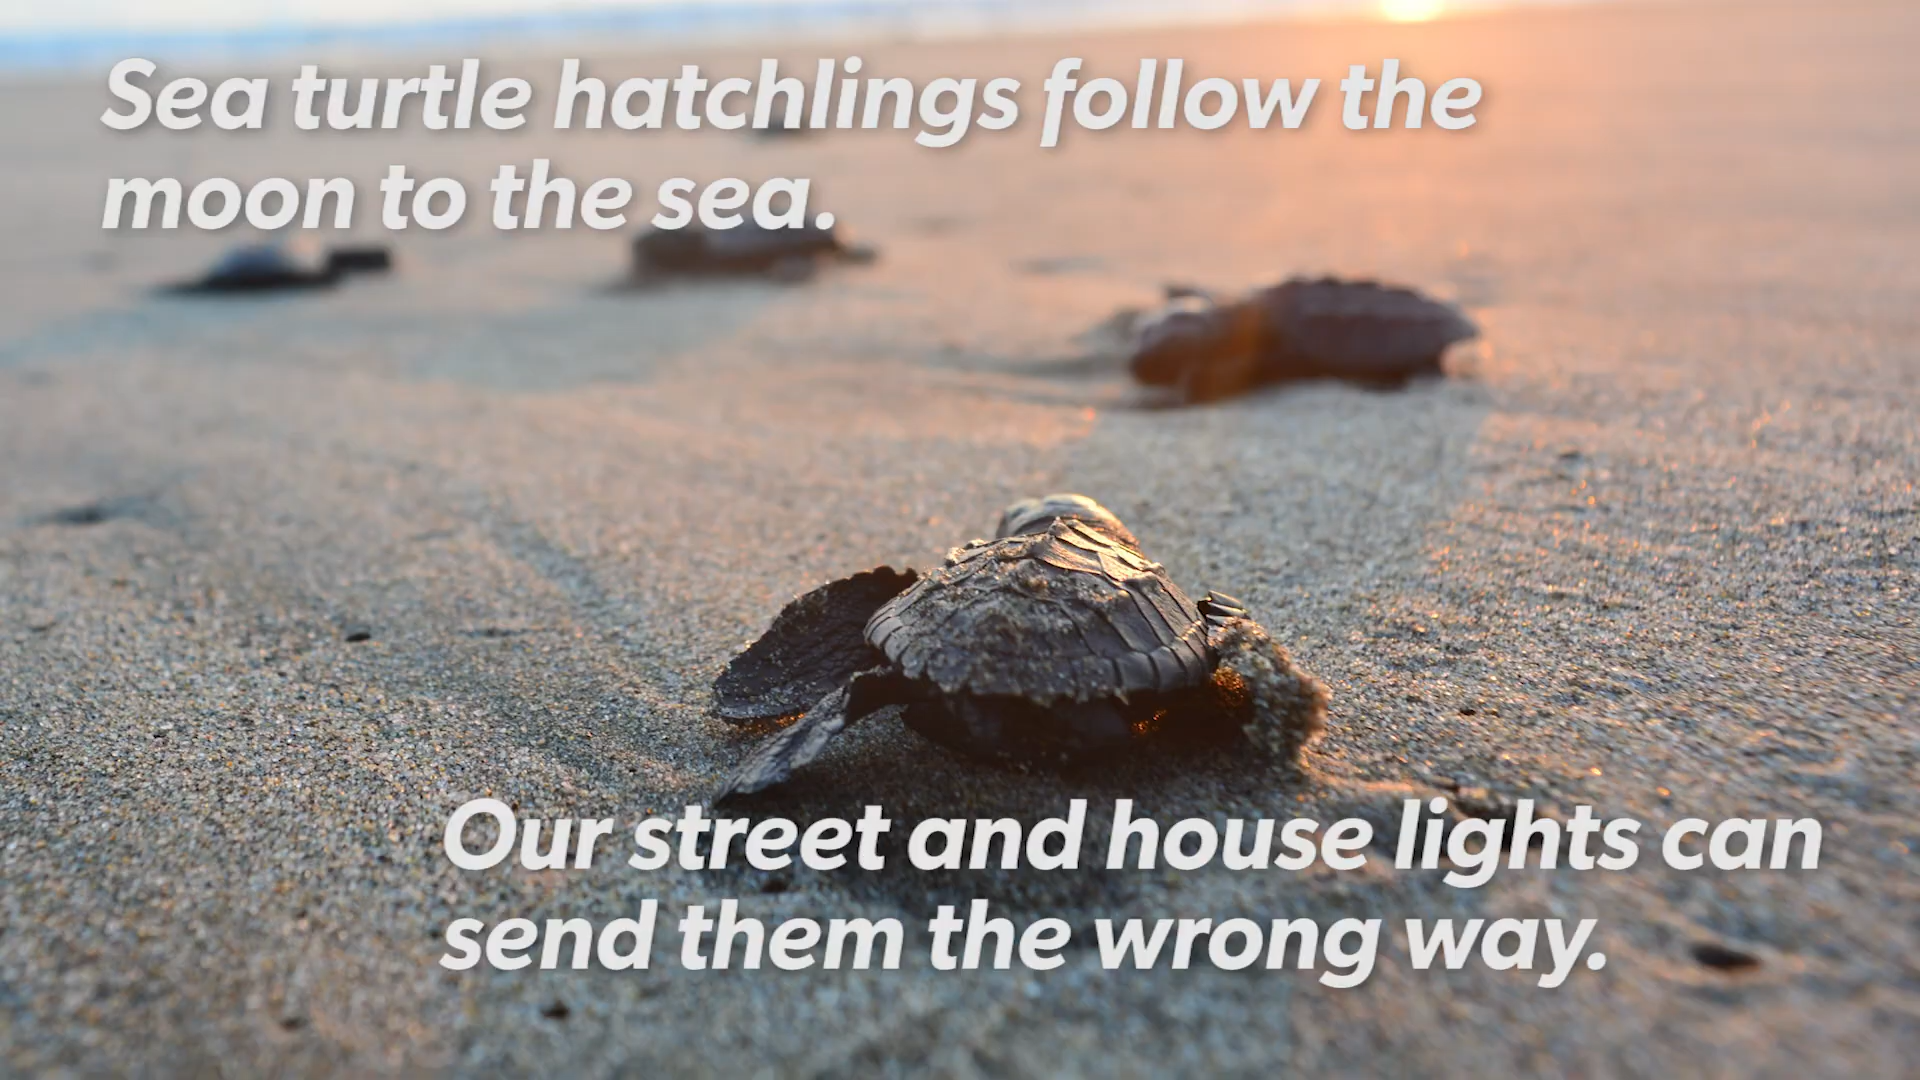 Sea turtle hatchlings follow the
moon to the sea.
Our street and house lights can
send them the wrong way.